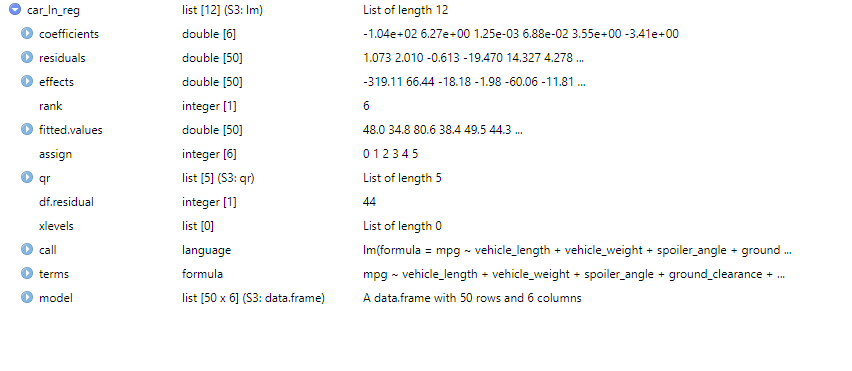 car_ln_reg list [12] (S3: lm) List of length 12
coefficients double [6] -1.04e+02 6.27e+00 1.25e-03 6.88e-02 3.55e+00 -3.41e+00
residuals double [50] 1.073 2.010 -0.613 -19.470 14.327 4.278 ...
effects double [50] -319.11 66.44 -18.18 -1.98 -60.06 -11.81 ...
rank integer [1] 6
fitted.values double [50] 48.0 34.8 80.6 38.4 49.5 44.3 ...
assign integer [6] 0 1 2 3 4 5
qr list [5] (S3: qr) List of length 5
df.residual integer [1] 44
xlevels list [0] List of length 0
call language lm(formula = mpg ~ vehicle_length + vehicle_weight + spoiler_angle + ground ...
terms formula mpg ~ vehicle_length + vehicle_weight + spoiler_angle + ground_clearance + ...
model list [50 x 6] (S3: data.frame) A data.frame with 50 rows and 6 columns